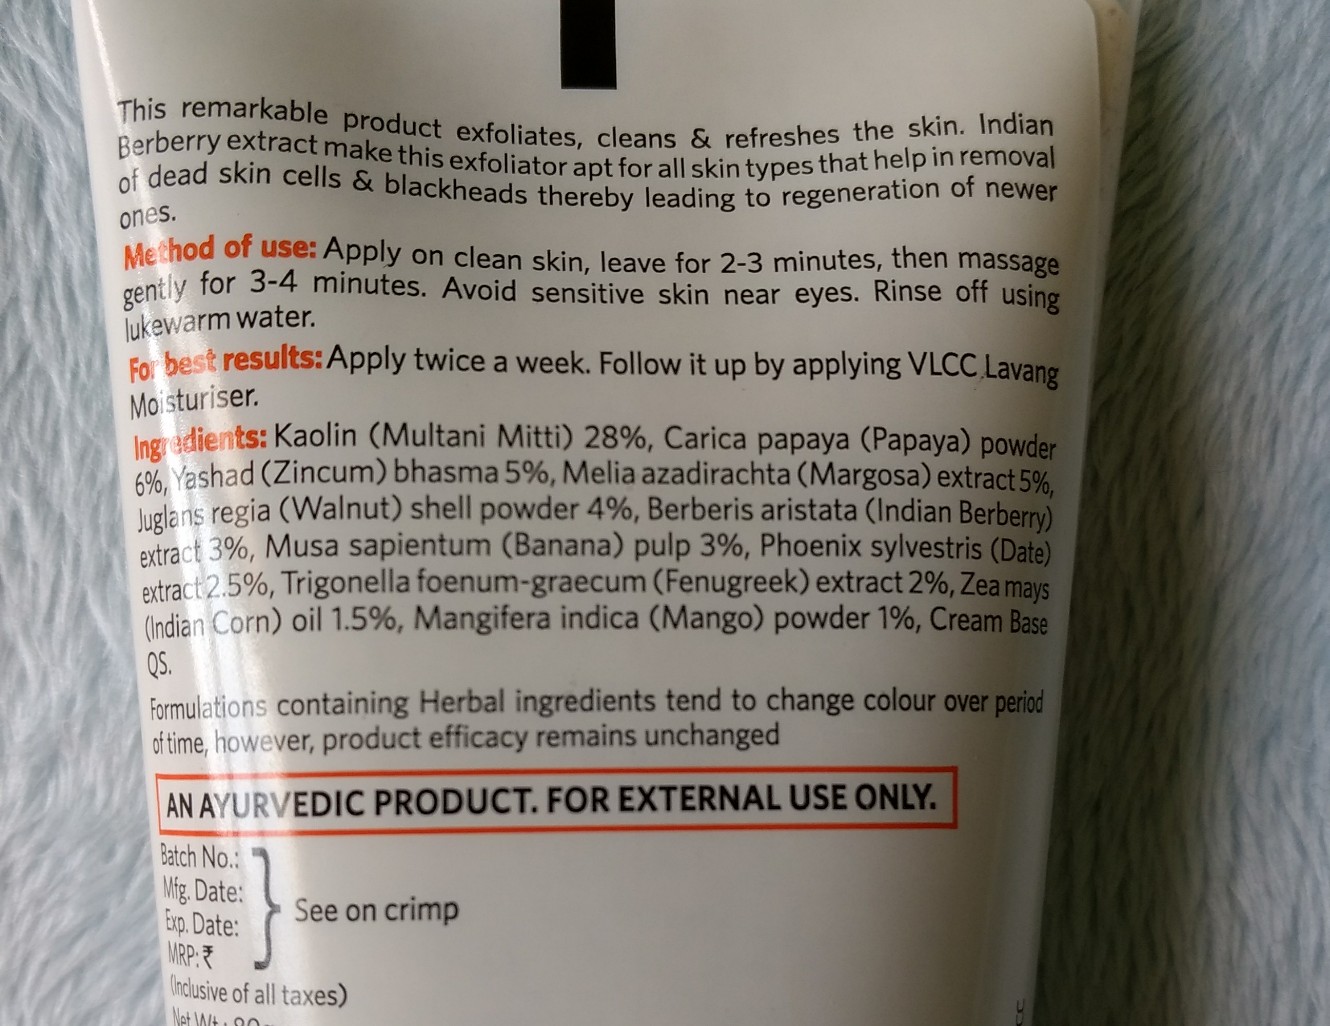 This remarkable product exfoliates, cleans & refreshes the skin. Indian
Berberry extract make this exfoliator apt for all skin types that help in removal
of dead skin cells & blackheads thereby leading to regeneration of newer
ones.
Method of use: Apply on clean skin, leave for 2-3 minutes, then massage
gently for 3-4 minutes. Avoid sensitive skin near eyes. Rinse off using
lukewarm water.
For best results: Apply twice a week. Follow it up by applying VLCC Lavang
Moisturiser.
Ingredients: Kaolin (Multani Mitti) 28%, Carica papaya (Papaya) powder
6%, Yashad (Zincum) bhasma 5%, Melia azadirachta (Margosa) extract 5%,
Juglans regia (Walnut) shell powder 4%, Berberis aristata (Indian Berberry)
extract 3%, Musa sapientum (Banana) pulp 3%, Phoenix sylvestris (Date)
extract 2.5%, Trigonella foenum-graecum (Fenugreek) extract 2%, Zea mays
(Indian Corn) oil 1.5%, Mangifera indica (Mango) powder 1%, Cream Base
QS.
Formulations containing Herbal ingredients tend to change colour over period
of time, however, product efficacy remains unchanged
AN AYURVEDIC PRODUCT. FOR EXTERNAL USE ONLY.
Batch No.:
Mfg. Date:
Exp. Date:
MRP: ₹
See on crimp
(Inclusive of all taxes)
Net Wt.: